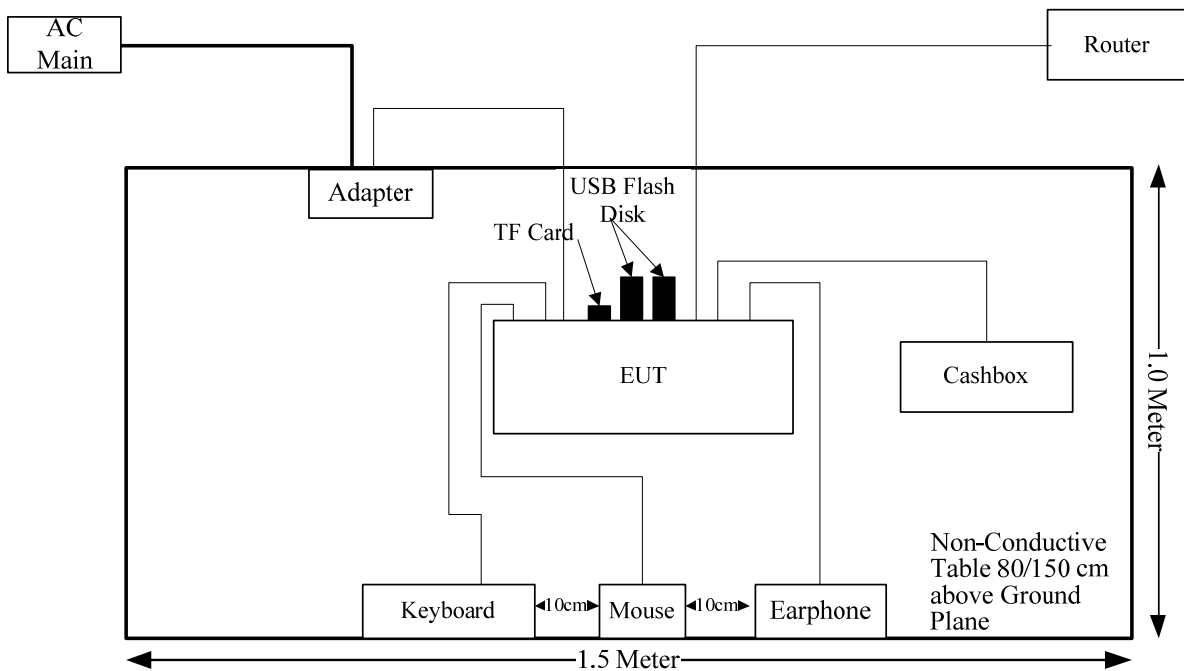 AC
Main
Router
Adapter
USB Flash
Disk
TF Card
EUT
Cashbox
1.0 Meter
Non-Conductive
Table 80/150 cm
above Ground
Plane
Keyboard
10cm
Mouse
10cm
Earphone
1.5 Meter